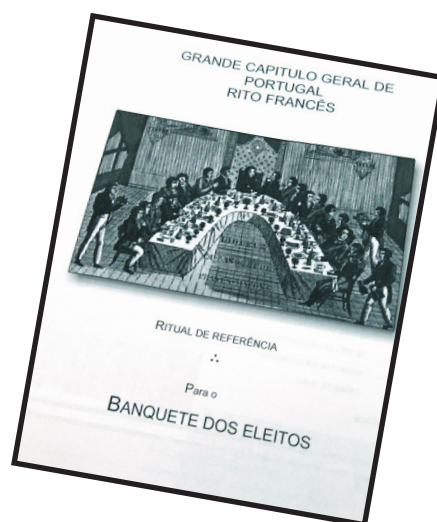 GRANDE CAPITULO GERAL DE
PORTUGAL
RITO FRANCÊS
RITUAL DE REFERÊNCIA
∴
Para o
BANQUETE DOS ELEITOS